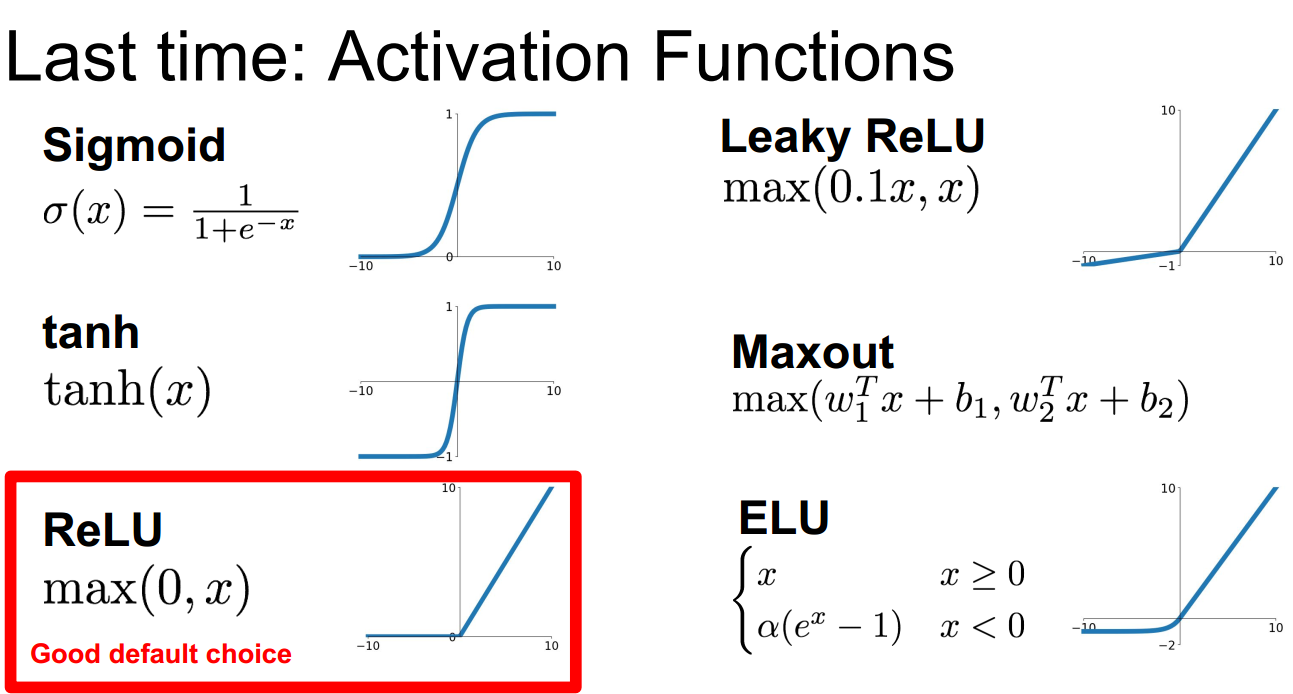 Last time: Activation Functions
Sigmoid
σ(x) = 1/(1+e^{−x})
1
0
−10
10
tanh
tanh(x)
1
−10
10
−1
ReLU
max(0, x)
Good default choice
10
0
−10
10
Leaky ReLU
max(0.1x, x)
10
−10
−1
10
Maxout
max(w_1^T x + b_1, w_2^T x + b_2)
ELU
x x ≥ 0
α(e^x − 1) x < 0
10
−10
−2
10